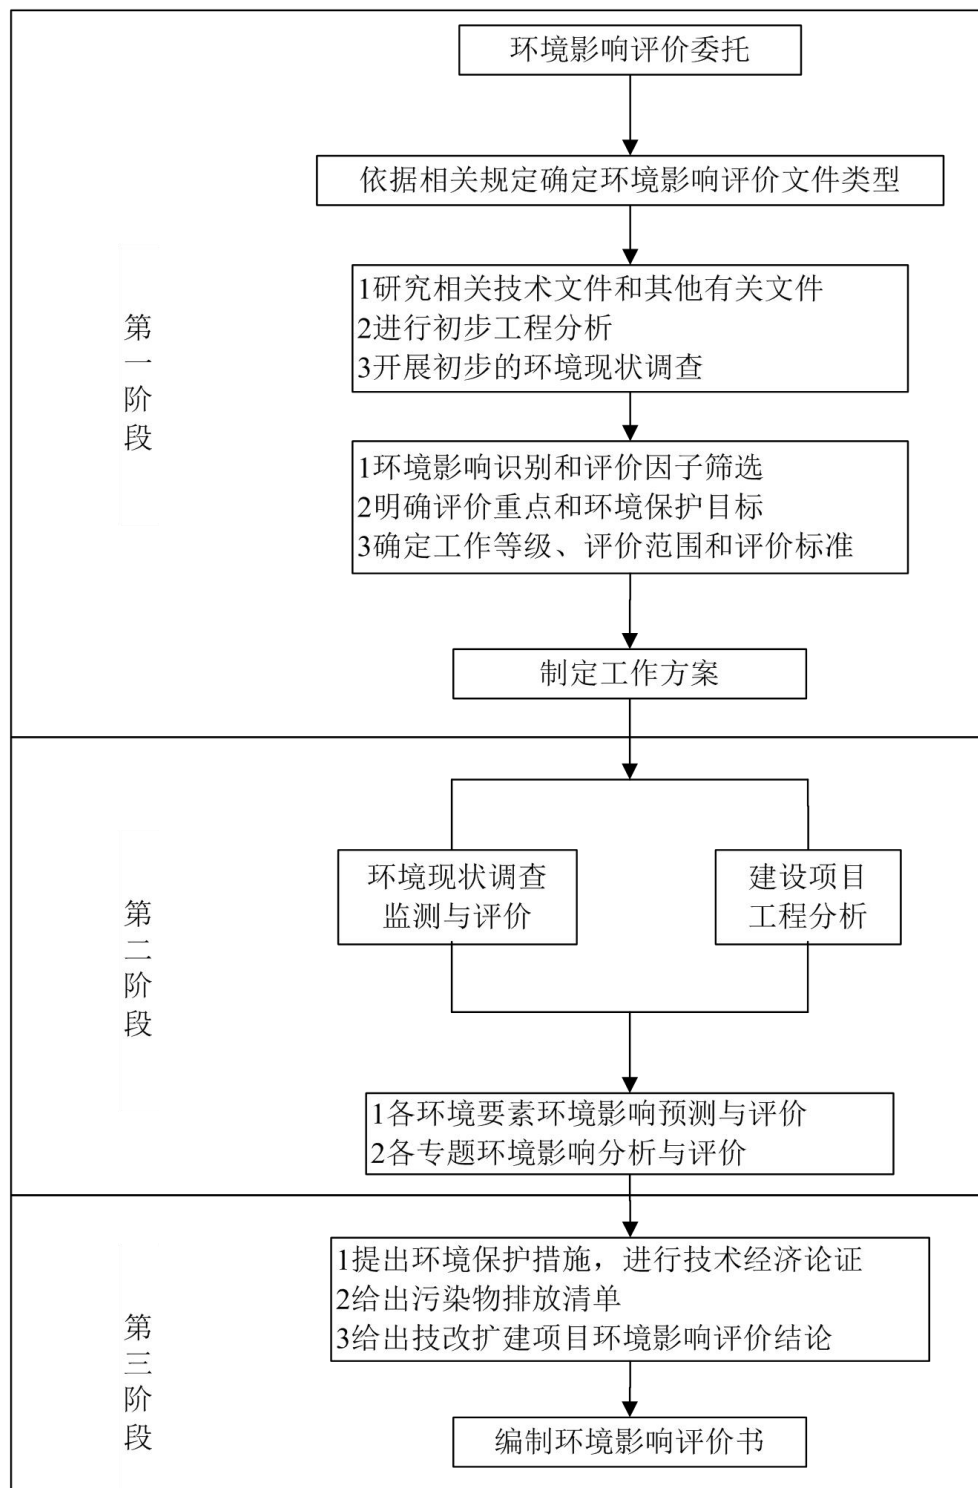 环境影响评价委托
依据相关规定确定环境影响评价文件类型
第一阶段
1研究相关技术文件和其他有关文件
2进行初步工程分析
3开展初步的环境现状调查
1环境影响识别和评价因子筛选
2明确评价重点和环境保护目标
3确定工作等级、评价范围和评价标准
制定工作方案
第二阶段
环境现状调查
监测与评价
建设项目
工程分析
1各环境要素环境影响预测与评价
2各专题环境影响分析与评价
第三阶段
1提出环境保护措施，进行技术经济论证
2给出污染物排放清单
3给出技改扩建项目环境影响评价结论
编制环境影响评价书